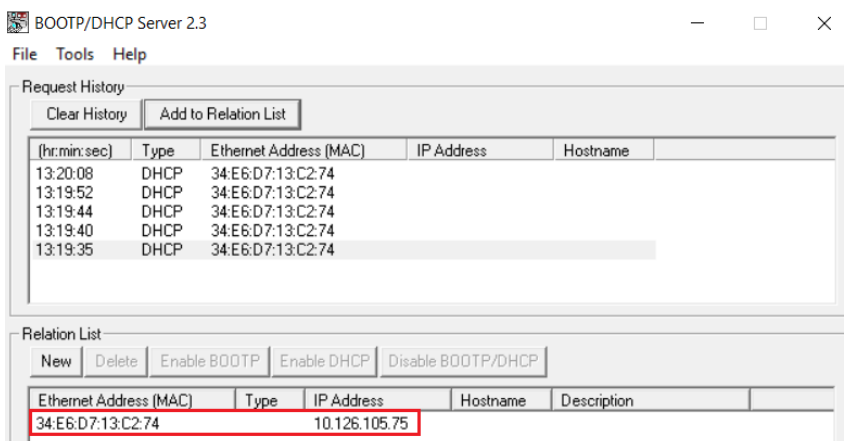 BOOTP/DHCP Server 2.3
File Tools Help
Request History
Clear History Add to Relation List
(hr:min:sec) Type Ethernet Address (MAC) IP Address Hostname
13:20:08 DHCP 34:E6:D7:13:C2:74
13:19:52 DHCP 34:E6:D7:13:C2:74
13:19:44 DHCP 34:E6:D7:13:C2:74
13:19:40 DHCP 34:E6:D7:13:C2:74
13:19:35 DHCP 34:E6:D7:13:C2:74
Relation List
New Delete Enable BOOTP Enable DHCP Disable BOOTP/DHCP
Ethernet Address (MAC) Type IP Address Hostname Description
34:E6:D7:13:C2:74 10.126.105.75